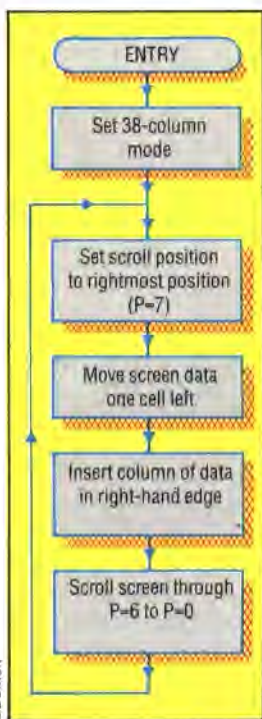 ENTRY
Set 38-column
mode
Set scroll position
to rightmost position
(P=7)
Move screen data
one cell left
Insert column of data
in right-hand edge
Scroll screen through
P=6 to P=0